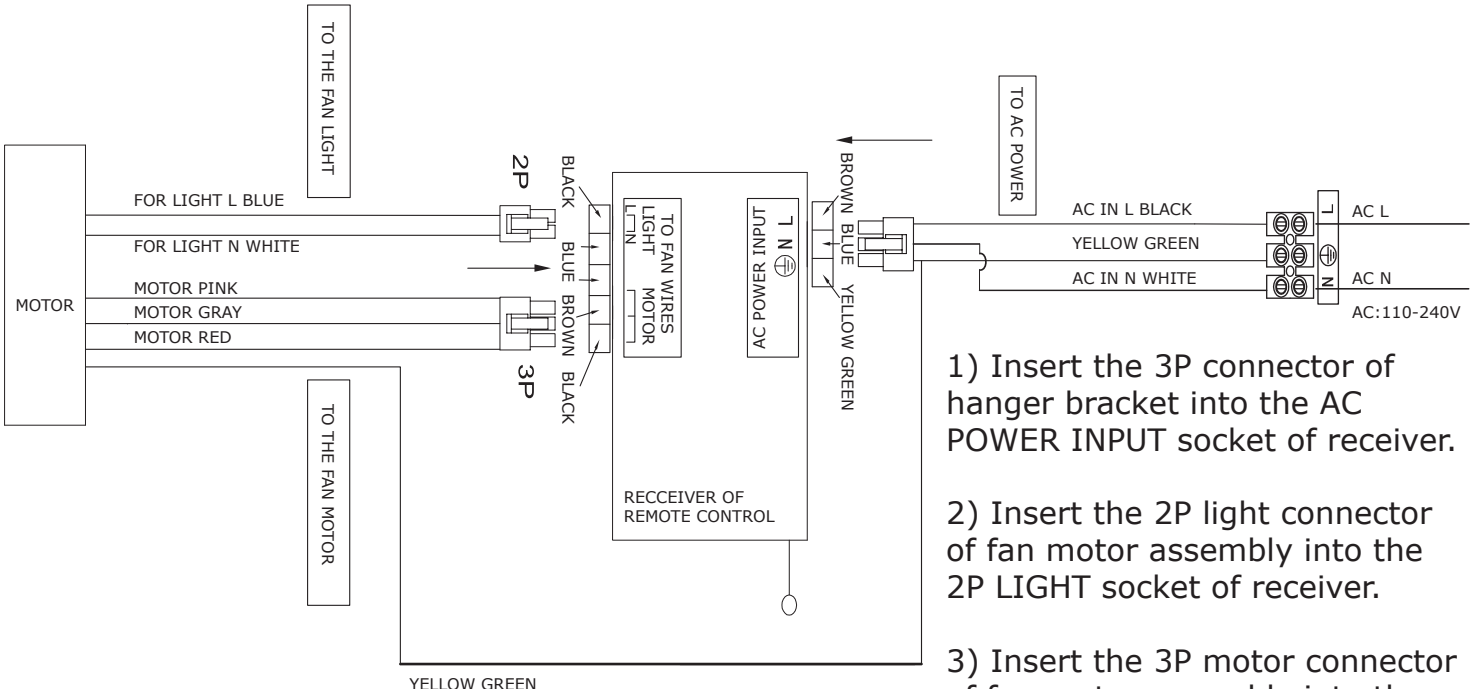 TO THE FAN LIGHT
FOR LIGHT L BLUE
FOR LIGHT N WHITE
MOTOR
MOTOR PINK
MOTOR GRAY
MOTOR RED
TO THE FAN MOTOR
YELLOW GREEN
2P
3P
BLACK
BLUE
BROWN
BLACK
TO FAN WIRES
LIGHT MOTOR
L N
AC POWER INPUT
L N
RECCEIVER OF
REMOTE CONTROL
BROWN
BLUE
YELLOW GREEN
TO AC POWER
AC IN L BLACK
YELLOW GREEN
AC IN N WHITE
L
N
AC L
AC N
AC:110-240V
1) Insert the 3P connector of
hanger bracket into the AC
POWER INPUT socket of receiver.
2) Insert the 2P light connector
of fan motor assembly into the
2P LIGHT socket of receiver.
3) Insert the 3P motor connector